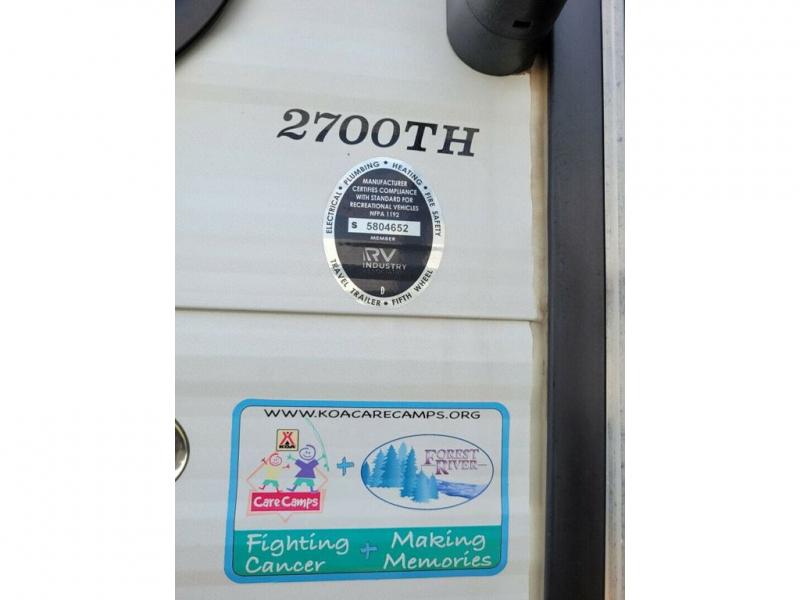 2700TH
ELECTRICAL • PLUMBING • HEATING • FIRE SAFETY
MANUFACTURER
CERTIFIES COMPLIANCE
WITH STANDARD FOR
RECREATIONAL VEHICLES
NFPA 1192
S 5804652
MEMBER
RV
INDUSTRY
D
TRAVEL TRAILER • FIFTH WHEEL
WWW.KOACARECAMPS.ORG
KOA
Care Camps
+
FOREST
RIVER
Fighting + Making
Cancer Memories